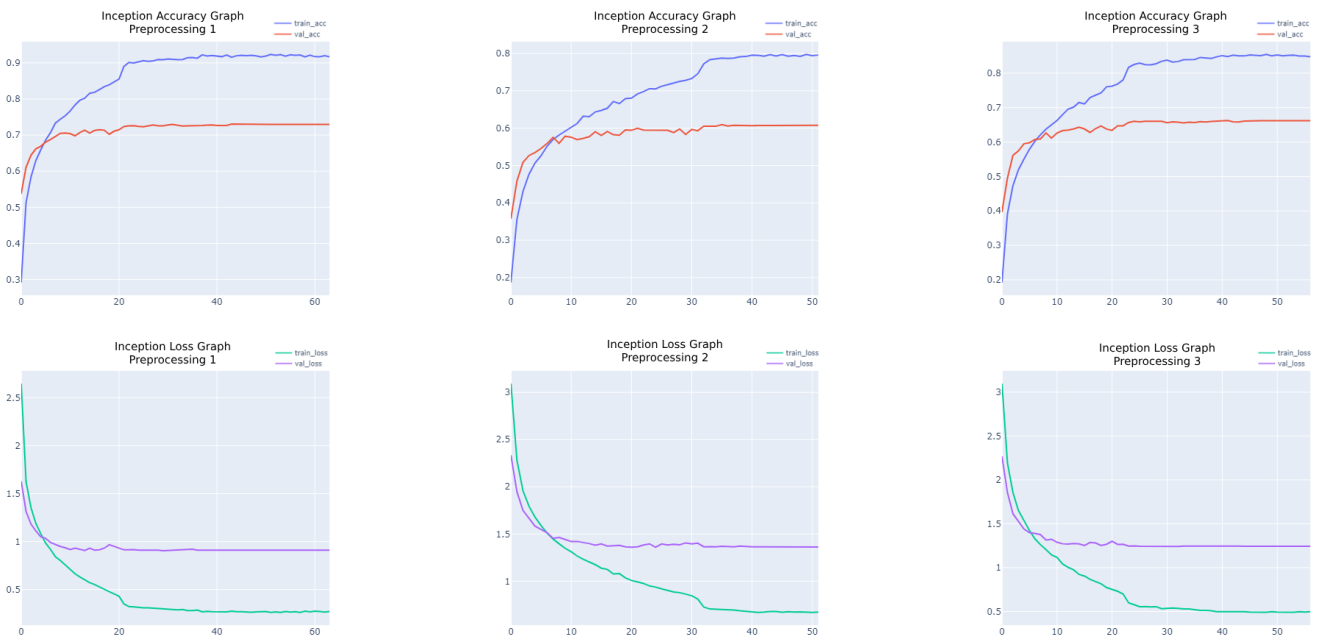 Inception Accuracy Graph
Preprocessing 1
train_acc
val_acc
0.9
0.8
0.7
0.6
0.5
0.4
0.3
0 20 40 60
Inception Accuracy Graph
Preprocessing 2
train_acc
val_acc
0.8
0.7
0.6
0.5
0.4
0.3
0.2
0 10 20 30 40 50
Inception Accuracy Graph
Preprocessing 3
train_acc
val_acc
0.8
0.7
0.6
0.5
0.4
0.3
0.2
0 10 20 30 40 50
Inception Loss Graph
Preprocessing 1
train_loss
val_loss
2.5
2
1.5
1
0.5
0 20 40 60
Inception Loss Graph
Preprocessing 2
train_loss
val_loss
3
2.5
2
1.5
1
0 10 20 30 40 50
Inception Loss Graph
Preprocessing 3
train_loss
val_loss
3
2.5
2
1.5
1
0.5
0 10 20 30 40 50